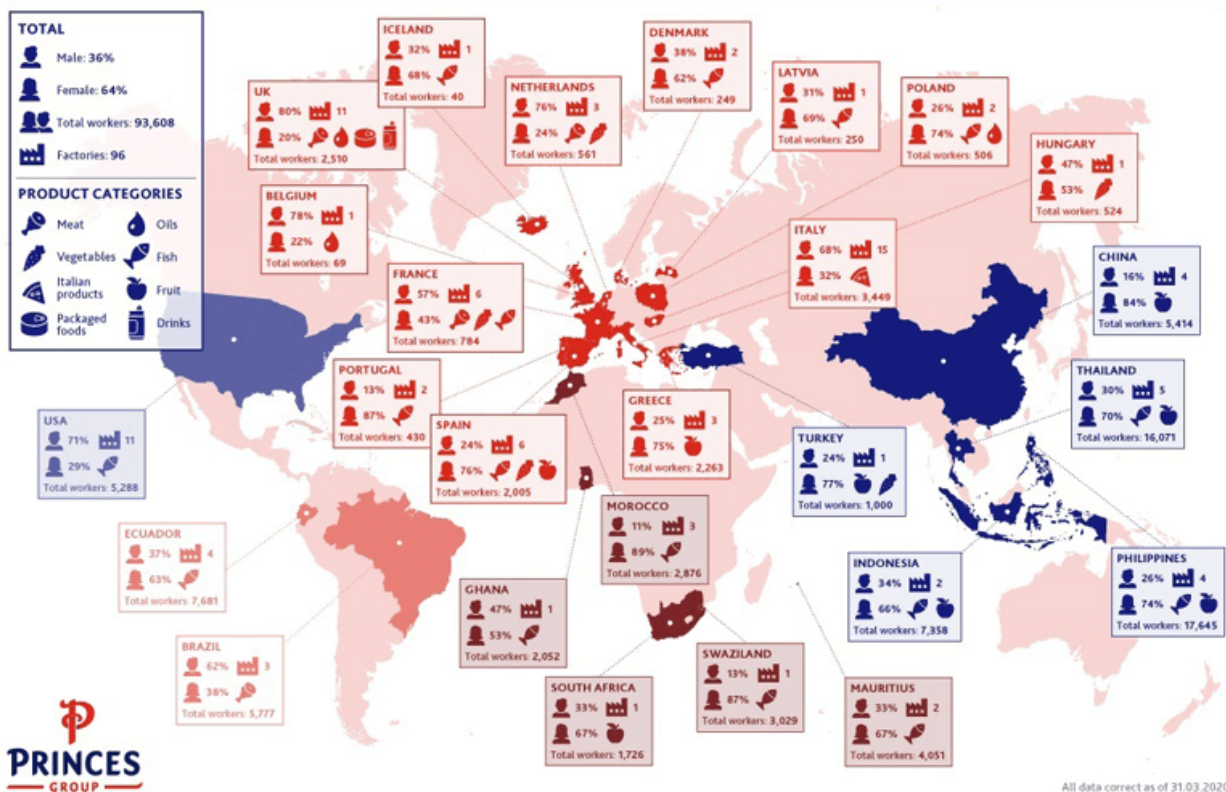 TOTAL
Male: 36%
Female: 64%
Total workers: 93,608
Factories: 96
PRODUCT CATEGORIES
Meat
Oils
Vegetables
Fish
Italian products
Fruit
Packaged foods
Drinks
ICELAND
32% 1
68%
Total workers: 40
DENMARK
38% 2
62%
Total workers: 249
UK
80% 11
20%
Total workers: 2,510
NETHERLANDS
76% 3
24%
Total workers: 561
LATVIA
31% 1
69%
Total workers: 250
POLAND
26% 2
74%
Total workers: 506
HUNGARY
47% 1
53%
Total workers: 524
BELGIUM
78% 1
22%
Total workers: 69
ITALY
68% 15
32%
Total workers: 3,449
FRANCE
57% 6
43%
Total workers: 784
CHINA
16% 4
84%
Total workers: 5,414
PORTUGAL
13% 2
87%
Total workers: 430
THAILAND
30% 5
70%
Total workers: 16,071
GREECE
25% 3
75%
Total workers: 2,263
SPAIN
24% 6
76%
Total workers: 2,005
USA
71% 11
29%
Total workers: 5,288
TURKEY
24% 1
77%
Total workers: 1,000
MOROCCO
11% 3
89%
Total workers: 2,876
ECUADOR
37% 4
63%
Total workers: 7,681
GHANA
47% 1
53%
Total workers: 2,052
INDONESIA
34% 2
66%
Total workers: 7,358
PHILIPPINES
26% 4
74%
Total workers: 17,645
BRAZIL
62% 3
38%
Total workers: 5,777
SWAZILAND
13% 1
87%
Total workers: 3,029
SOUTH AFRICA
33% 1
67%
Total workers: 1,726
MAURITIUS
33% 2
67%
Total workers: 4,051
PRINCES
GROUP
All data correct as of 31.03.2020